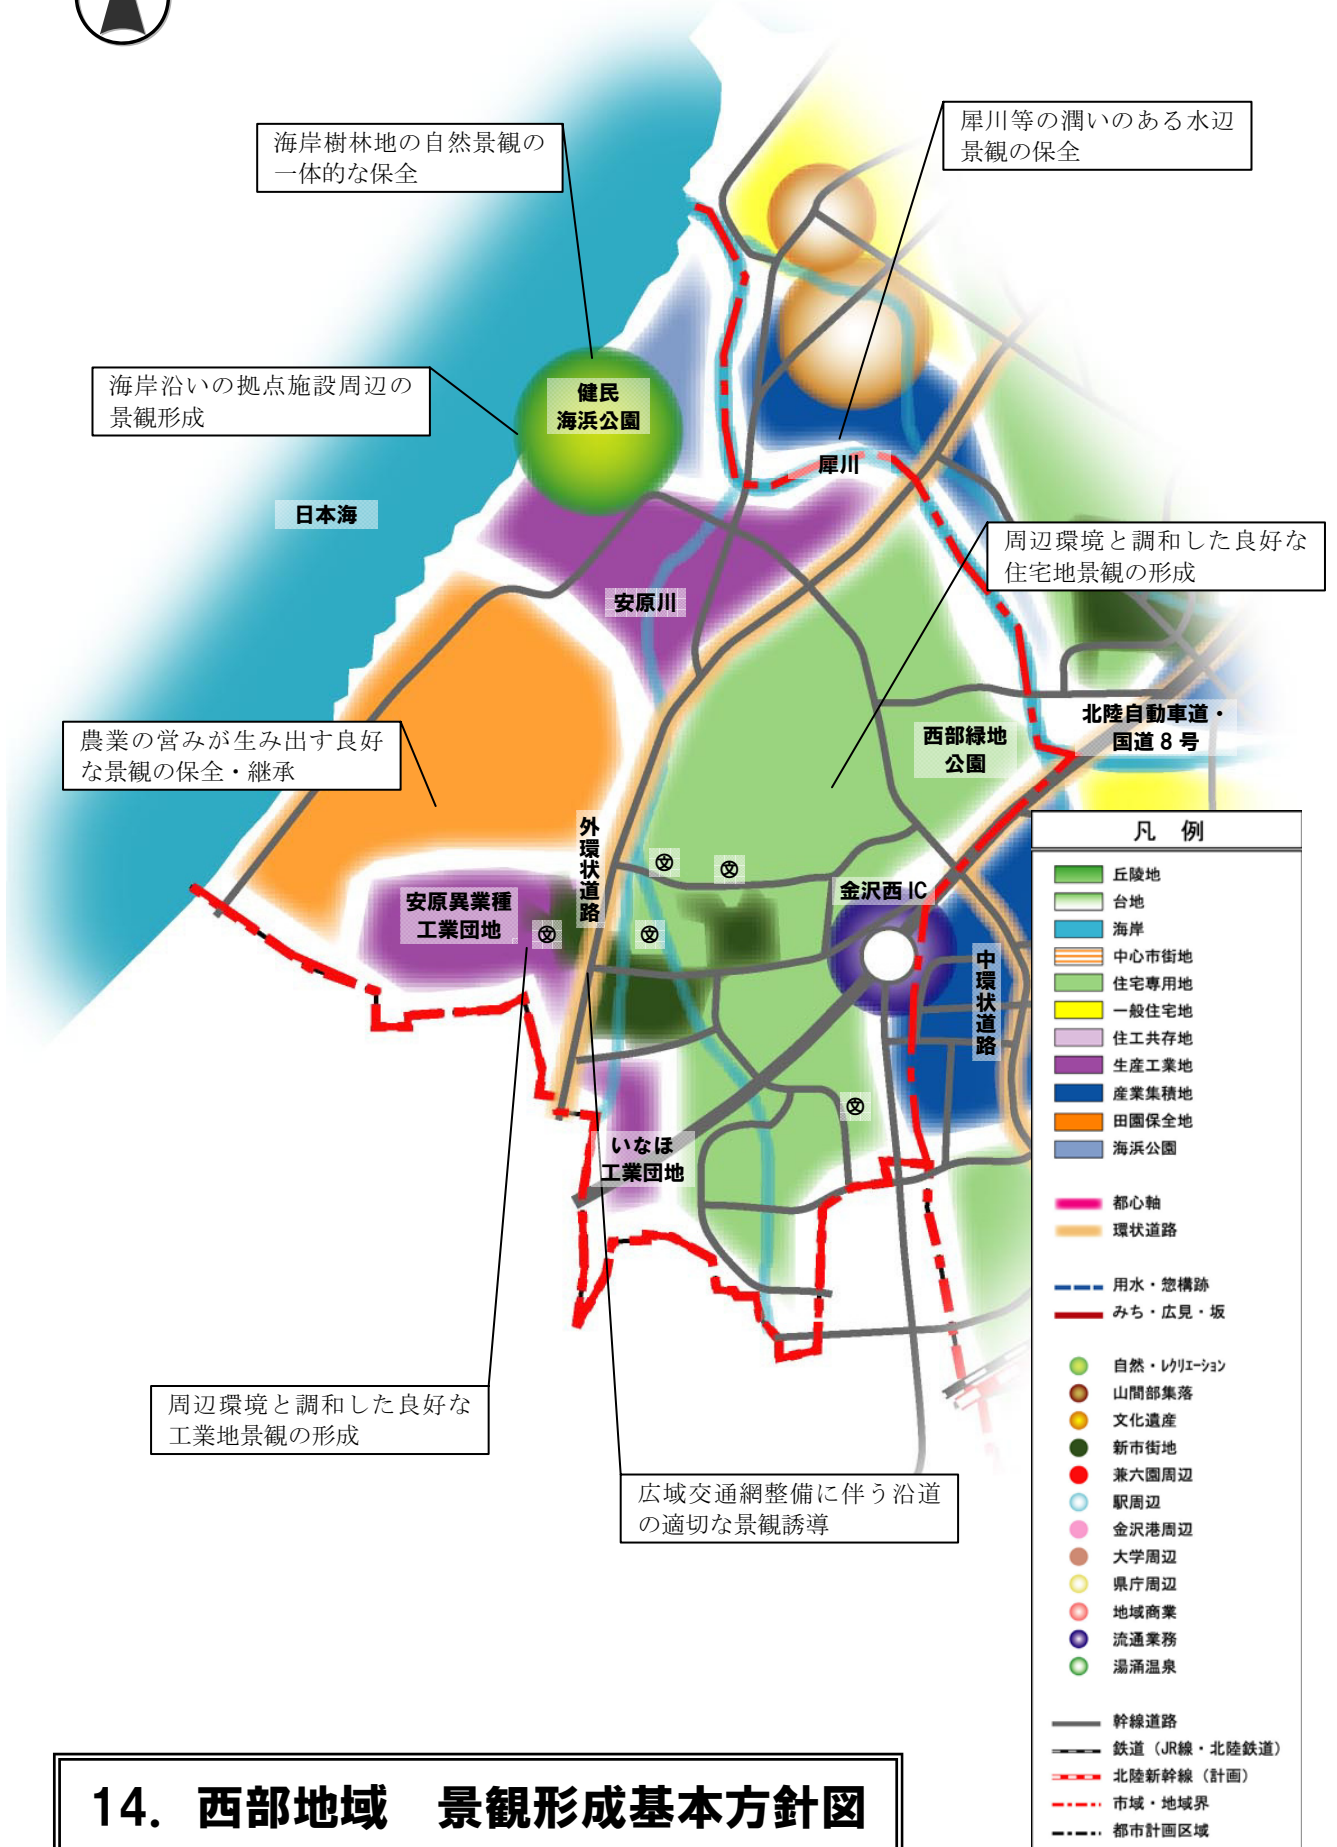 海岸樹林地の自然景観の
一体的な保全
犀川等の潤いのある水辺
景観の保全
海岸沿いの拠点施設周辺の
景観形成
健民
海浜公園
犀川
日本海
周辺環境と調和した良好な
住宅地景観の形成
安原川
北陸自動車道・
国道8号
西部緑地
公園
農業の営みが生み出す良好
な景観の保全・継承
外環状道路
文
文
金沢西IC
安原異業種
工業団地
文
文
中環状道路
文
いなほ
工業団地
周辺環境と調和した良好な
工業地景観の形成
広域交通網整備に伴う沿道
の適切な景観誘導
凡 例
丘陵地
台地
海岸
中心市街地
住宅専用地
一般住宅地
住工共存地
生産工業地
産業集積地
田園保全地
海浜公園
都心軸
環状道路
用水・惣構跡
みち・広見・坂
自然・レクリエーション
山間部集落
文化遺産
新市街地
兼六園周辺
駅周辺
金沢港周辺
大学周辺
県庁周辺
地域商業
流通業務
湯涌温泉
幹線道路
鉄道（JR線・北陸鉄道）
北陸新幹線（計画）
市域・地域界
都市計画区域
14. 西部地域 景観形成基本方針図